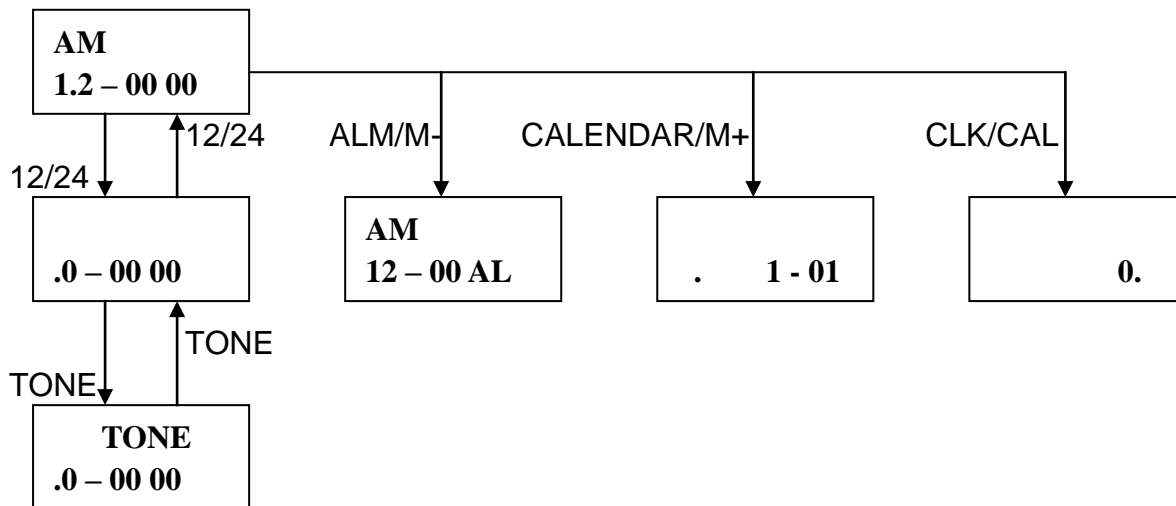 AM
1.2 – 00 00
12/24
12/24
ALM/M-
CALENDAR/M+
CLK/CAL
.0 – 00 00
AM
12 – 00 AL
. 1 - 01
0.
TONE
TONE
TONE
.0 – 00 00